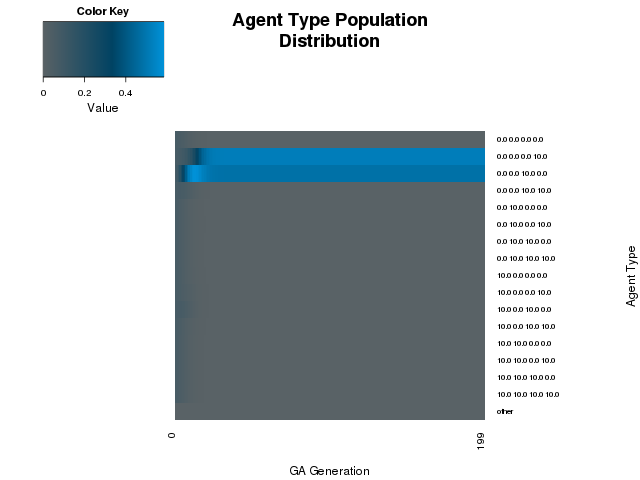 Color Key
Agent Type Population
Distribution
0 0.2 0.4
Value
0.0 0.0 0.0 0.0
0.0 0.0 0.0 10.0
0.0 0.0 10.0 0.0
0.0 0.0 10.0 10.0
0.0 10.0 0.0 0.0
0.0 10.0 0.0 10.0
0.0 10.0 10.0 0.0
0.0 10.0 10.0 10.0
10.0 0.0 0.0 0.0
10.0 0.0 0.0 10.0
10.0 0.0 10.0 0.0
10.0 0.0 10.0 10.0
10.0 10.0 0.0 0.0
10.0 10.0 0.0 10.0
10.0 10.0 10.0 0.0
10.0 10.0 10.0 10.0
other
Agent Type
0 199
GA Generation